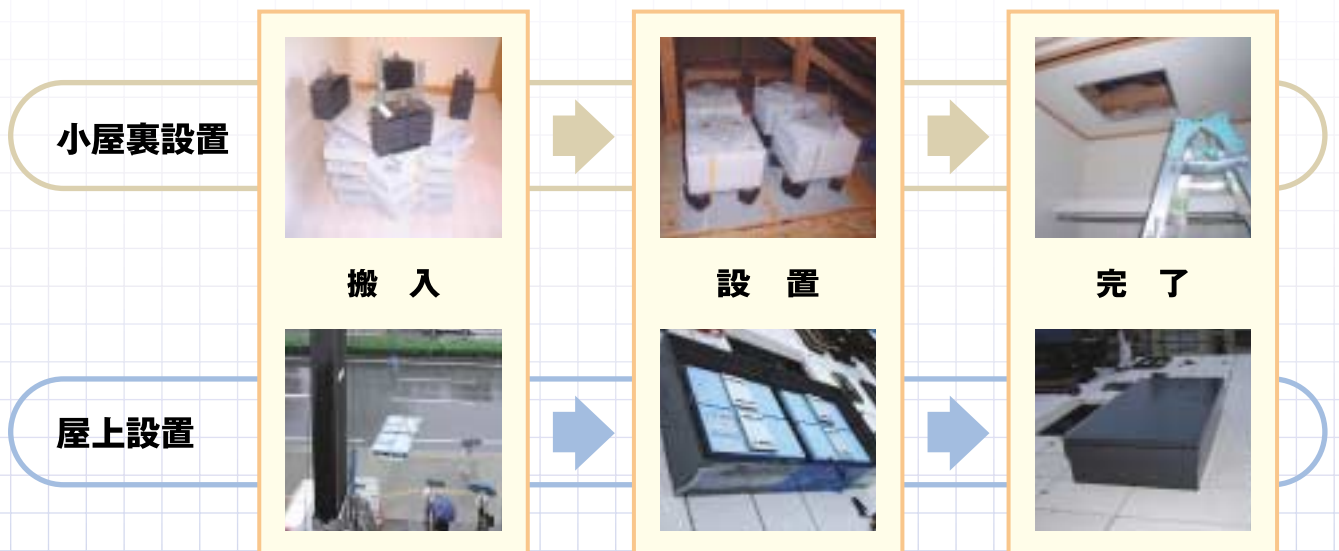 小屋裏設置
搬 入
設 置
完 了
屋上設置